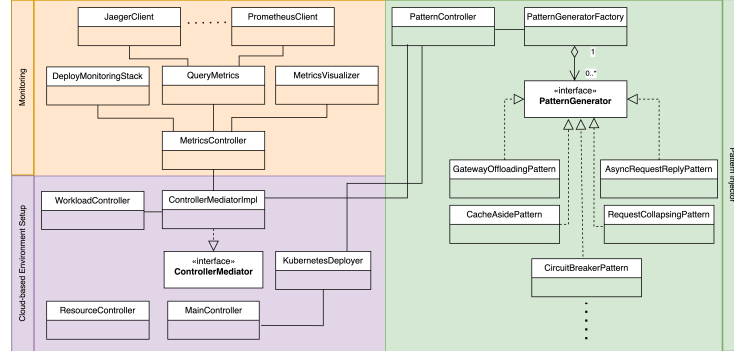 JaegerClient
PrometheusClient
PatternController
PatternGeneratorFactory
1
0..*
DeployMonitoringStack
QueryMetrics
MetricsVisualizer
«interface»
PatternGenerator
Monitoring
MetricsController
GatewayOffloadingPattern
AsyncRequestReplyPattern
Pattern Injector
WorkloadController
ControllerMediatorImpl
CacheAsidePattern
RequestCollapsingPattern
«interface»
ControllerMediator
KubernetesDeployer
CircuitBreakerPattern
Cloud-based Environment Setup
ResourceController
MainController